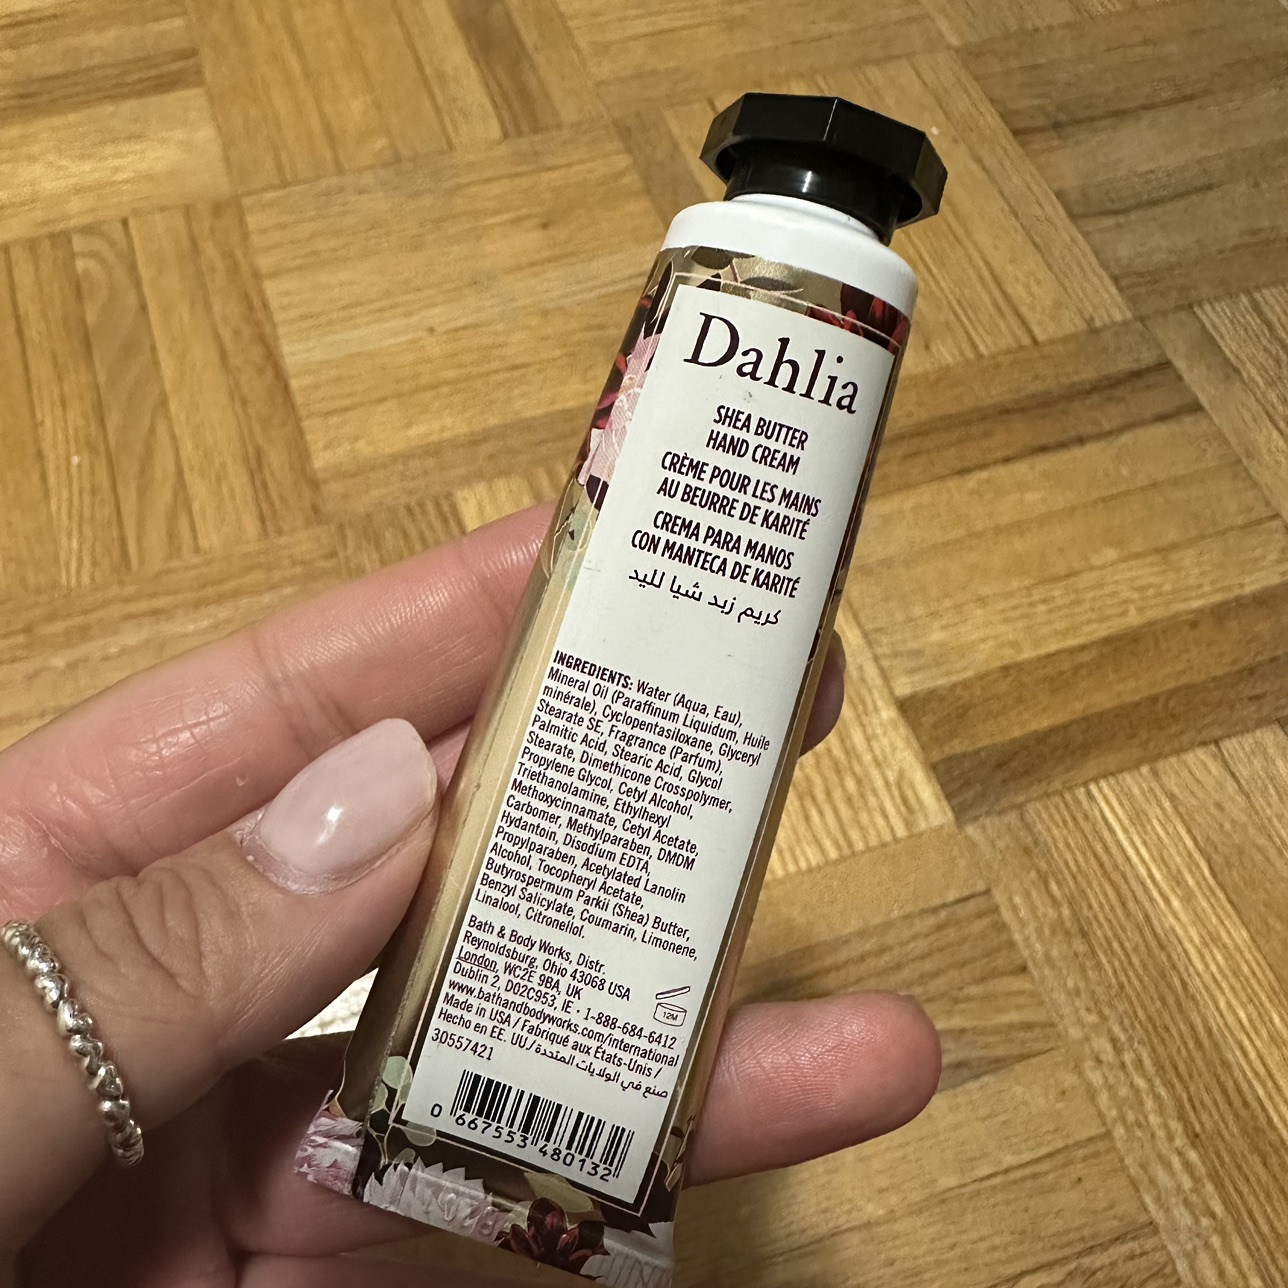 Dahlia
SHEA BUTTER
HAND CREAM
CRÈME POUR LES MAINS
AU BEURRE DE KARITÉ
CREMA PARA MANOS
CON MANTECA DE KARITÉ
كريم زبد شيا لليد
INGREDIENTS: Water (Aqua, Eau),
Mineral Oil (Paraffinum Liquidum, Huile
minérale), Cyclopentasiloxane, Glyceryl
Stearate SE, Fragrance (Parfum),
Palmitic Acid, Stearic Acid, Glycol
Stearate, Dimethicone Crosspolymer,
Propylene Glycol, Cetyl Alcohol,
Triethanolamine, Ethylhexyl
Methoxycinnamate, Cetyl Acetate,
Carbomer, Methylparaben, DMDM
Hydantoin, Disodium EDTA,
Propylparaben, Acetylated Lanolin
Alcohol, Tocopheryl Acetate,
Butyrospermum Parkii (Shea) Butter,
Benzyl Salicylate, Coumarin, Limonene,
Linalool, Citronellol.
Bath & Body Works, Distr.
Reynoldsburg, Ohio 43068 USA
London, WC2E 9BA, UK
Dublin 2, D02C953, IE • 1-888-684-6412
www.bathandbodyworks.com/international
Made in USA / Fabriqué aux États-Unis /
Hecho en EE. UU./ صنع في الولايات المتحدة
30557421
12M
0 667553 480132